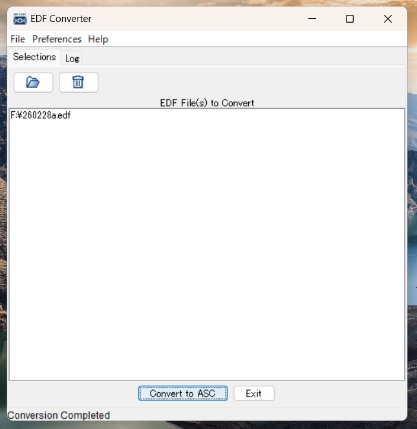 EDF Converter
File Preferences Help
Selections Log
EDF File(s) to Convert
F:¥260228a.edf
Convert to ASC Exit
Conversion Completed